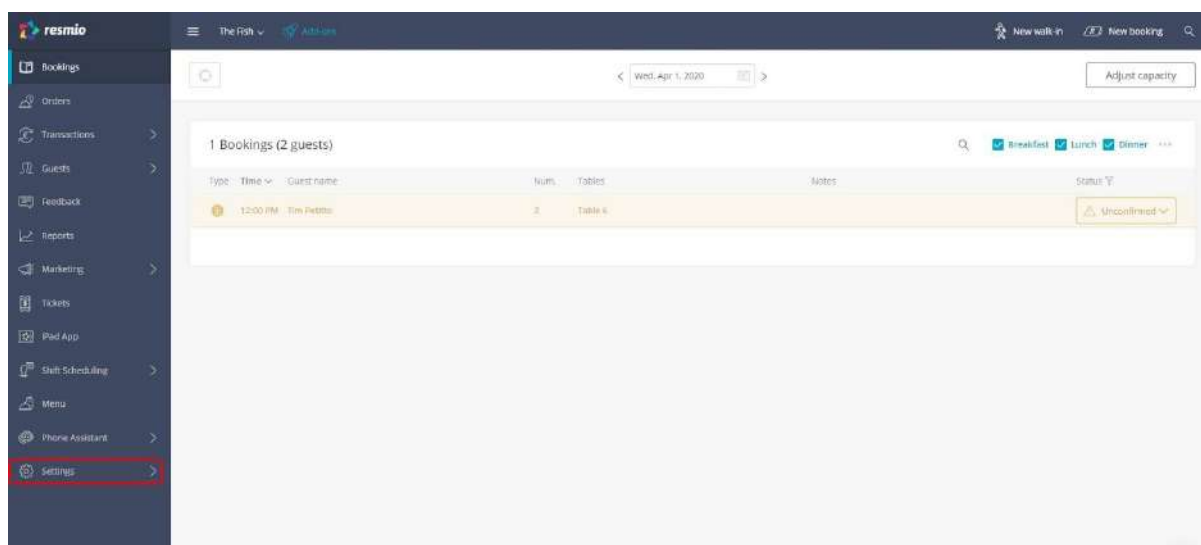 resmio
The Fish
Add-ons
New walk-in
New booking
Bookings
Wed, Apr 1, 2020
Adjust capacity
Orders
Transactions
1 Bookings (2 guests)
Breakfast
Lunch
Dinner
Guests
Type Time Guest name Num. Tables Notes Status
Feedback
12:00 PM Tim 2 Table 6 Unconfirmed
Reports
Marketing
Tickets
iPad App
Shift Scheduling
Menu
Phone Assistant
Settings